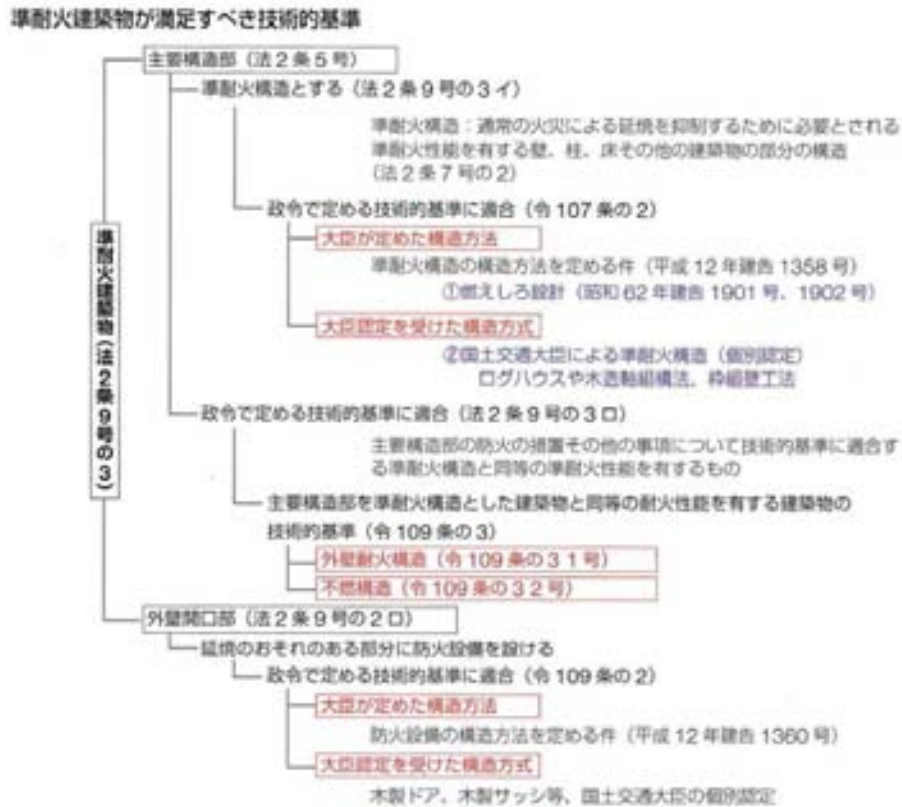 準耐火建築物が満足すべき技術的基準
主要構造部（法２条５号）
準耐火構造とする（法２条９号の３イ）
準耐火構造：通常の火災による延焼を抑制するために必要とされる
準耐火性能を有する壁、柱、床その他の建築物の部分の構造
（法２条７号の２）
政令で定める技術的基準に適合（令107条の２）
大臣が定めた構造方法
準耐火構造の構造方法を定める件（平成12年建告1358号）
①燃えしろ設計（昭和62年建告1901号、1902号）
大臣認定を受けた構造方式
②国土交通大臣による準耐火構造（個別認定）
ログハウスや木造軸組構法、枠組壁工法
準耐火建築物（法２条９号の３）
政令で定める技術的基準に適合（法２条９号の３ロ）
主要構造部の防火の措置その他の事項について技術的基準に適合す
る準耐火構造と同等の準耐火性能を有するもの
主要構造部を準耐火構造とした建築物と同等の耐火性能を有する建築物の
技術的基準（令109条の３）
外壁耐火構造（令109条の３１号）
不燃構造（令109条の３２号）
外壁開口部（法２条９号の２ロ）
延焼のおそれのある部分に防火設備を設ける
政令で定める技術的基準に適合（令109条の２）
大臣が定めた構造方法
防火設備の構造方法を定める件（平成12年建告1360号）
大臣認定を受けた構造方式
木製ドア、木製サッシ等、国土交通大臣の個別認定